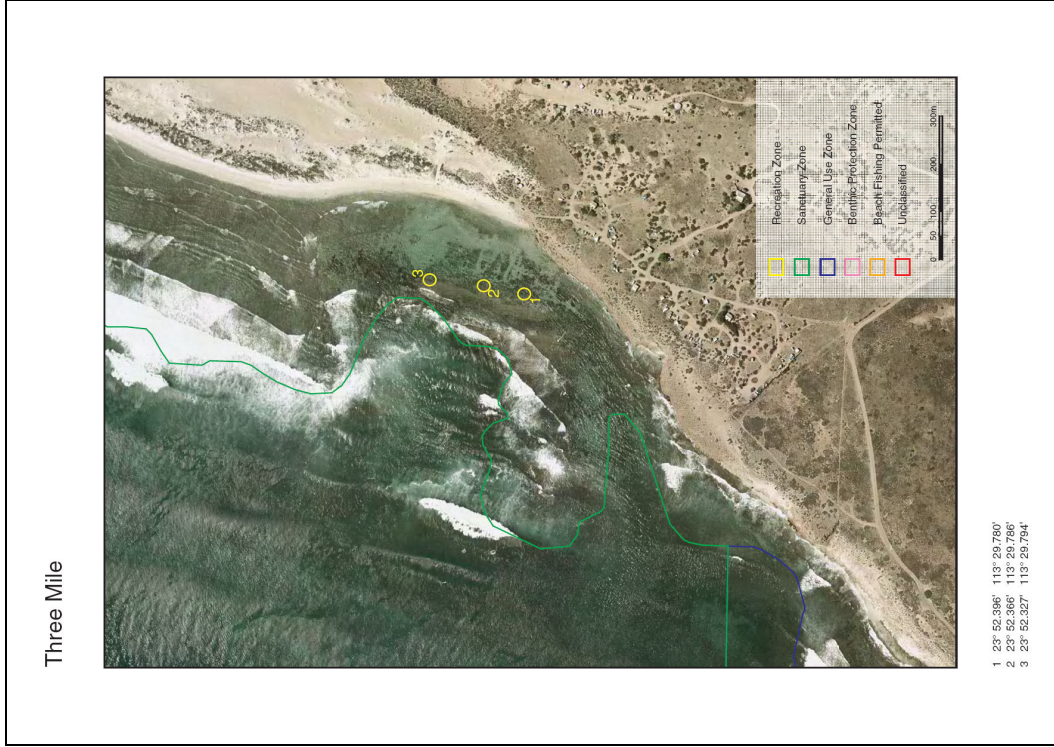 Three Mile
3
2
1
Recreation Zone
Sanctuary Zone
General Use Zone
Benthic Protection Zone
Beach Fishing Permitted
Unclassified
0 50 100 200 300m
1 23° 52.396' 113° 29.780'
2 23° 52.366' 113° 29.786'
3 23° 52.327' 113° 29.794'